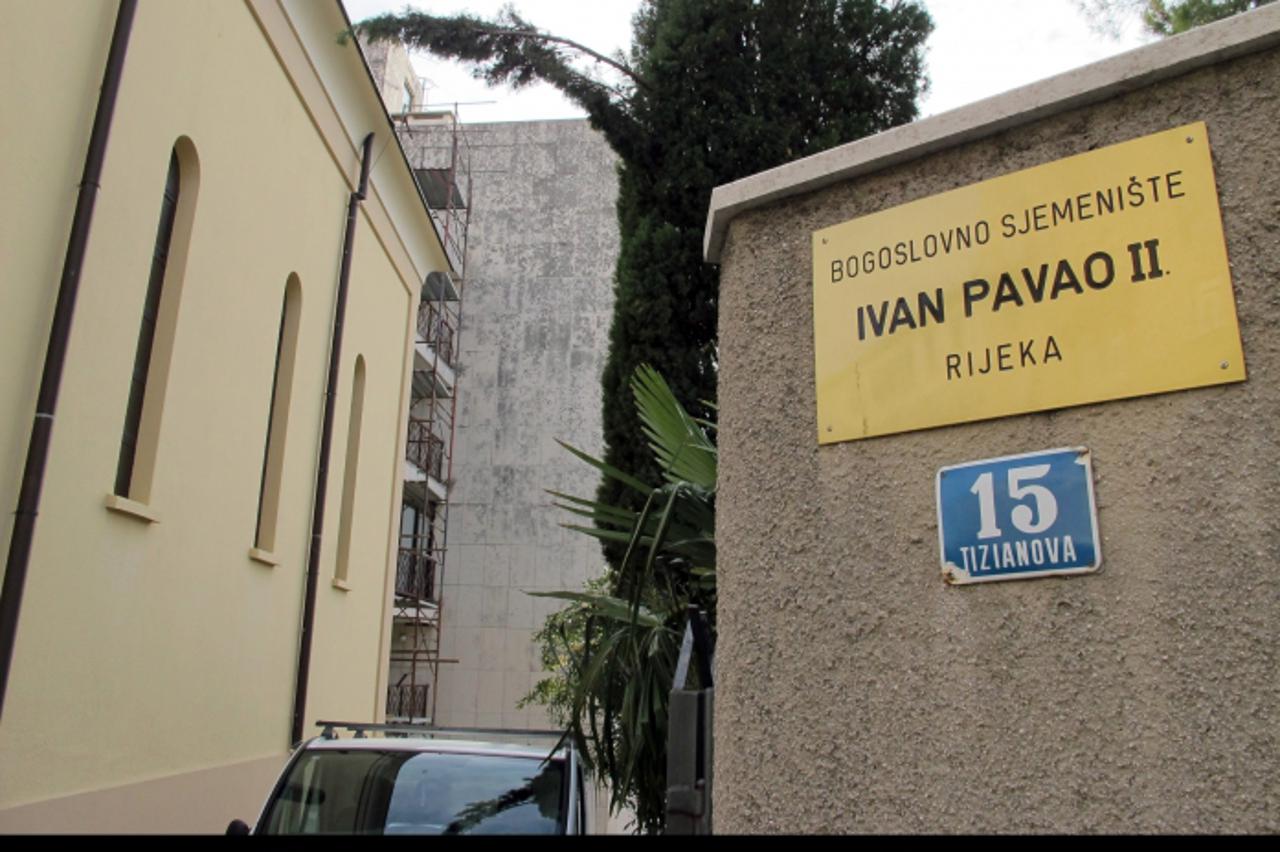 BOGOSLOVNO SJEMENIŠTE
IVAN PAVAO II.
RIJEKA
15
TIZIANOVA